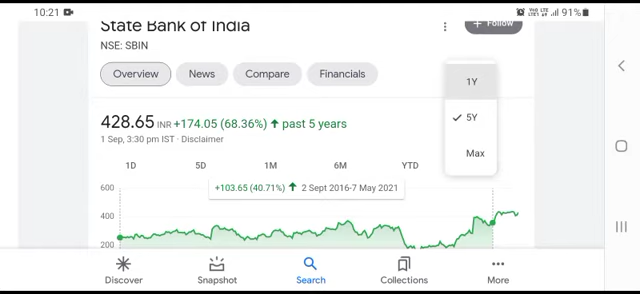 10:21 91%
State Bank of India
NSE: SBIN
+ Follow
Overview News Compare Financials
1Y
5Y
Max
428.65 INR +174.05 (68.36%) ↑ past 5 years
1 Sep, 3:30 pm IST · Disclaimer
1D 5D 1M 6M YTD
+103.65 (40.71%) ↑ 2 Sept 2016-7 May 2021
600
400
200
Discover Snapshot Search Collections More